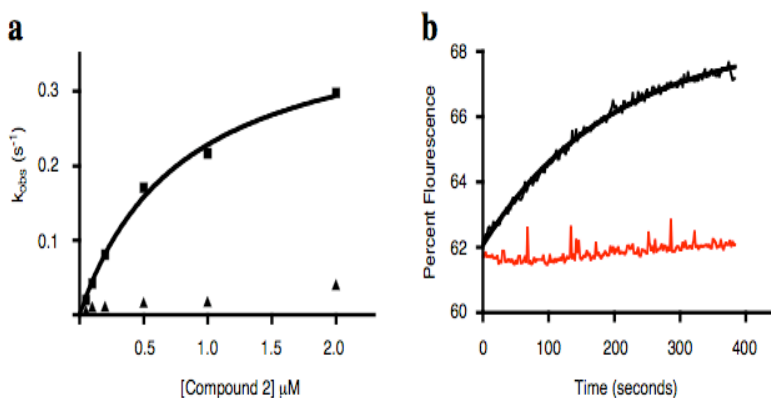 a
0.3
0.2
0.1
k_obs (s⁻¹)
0.5
1.0
1.5
2.0
[Compound 2] μM
b
68
66
64
62
60
Percent Flourescence
0
100
200
300
400
Time (seconds)